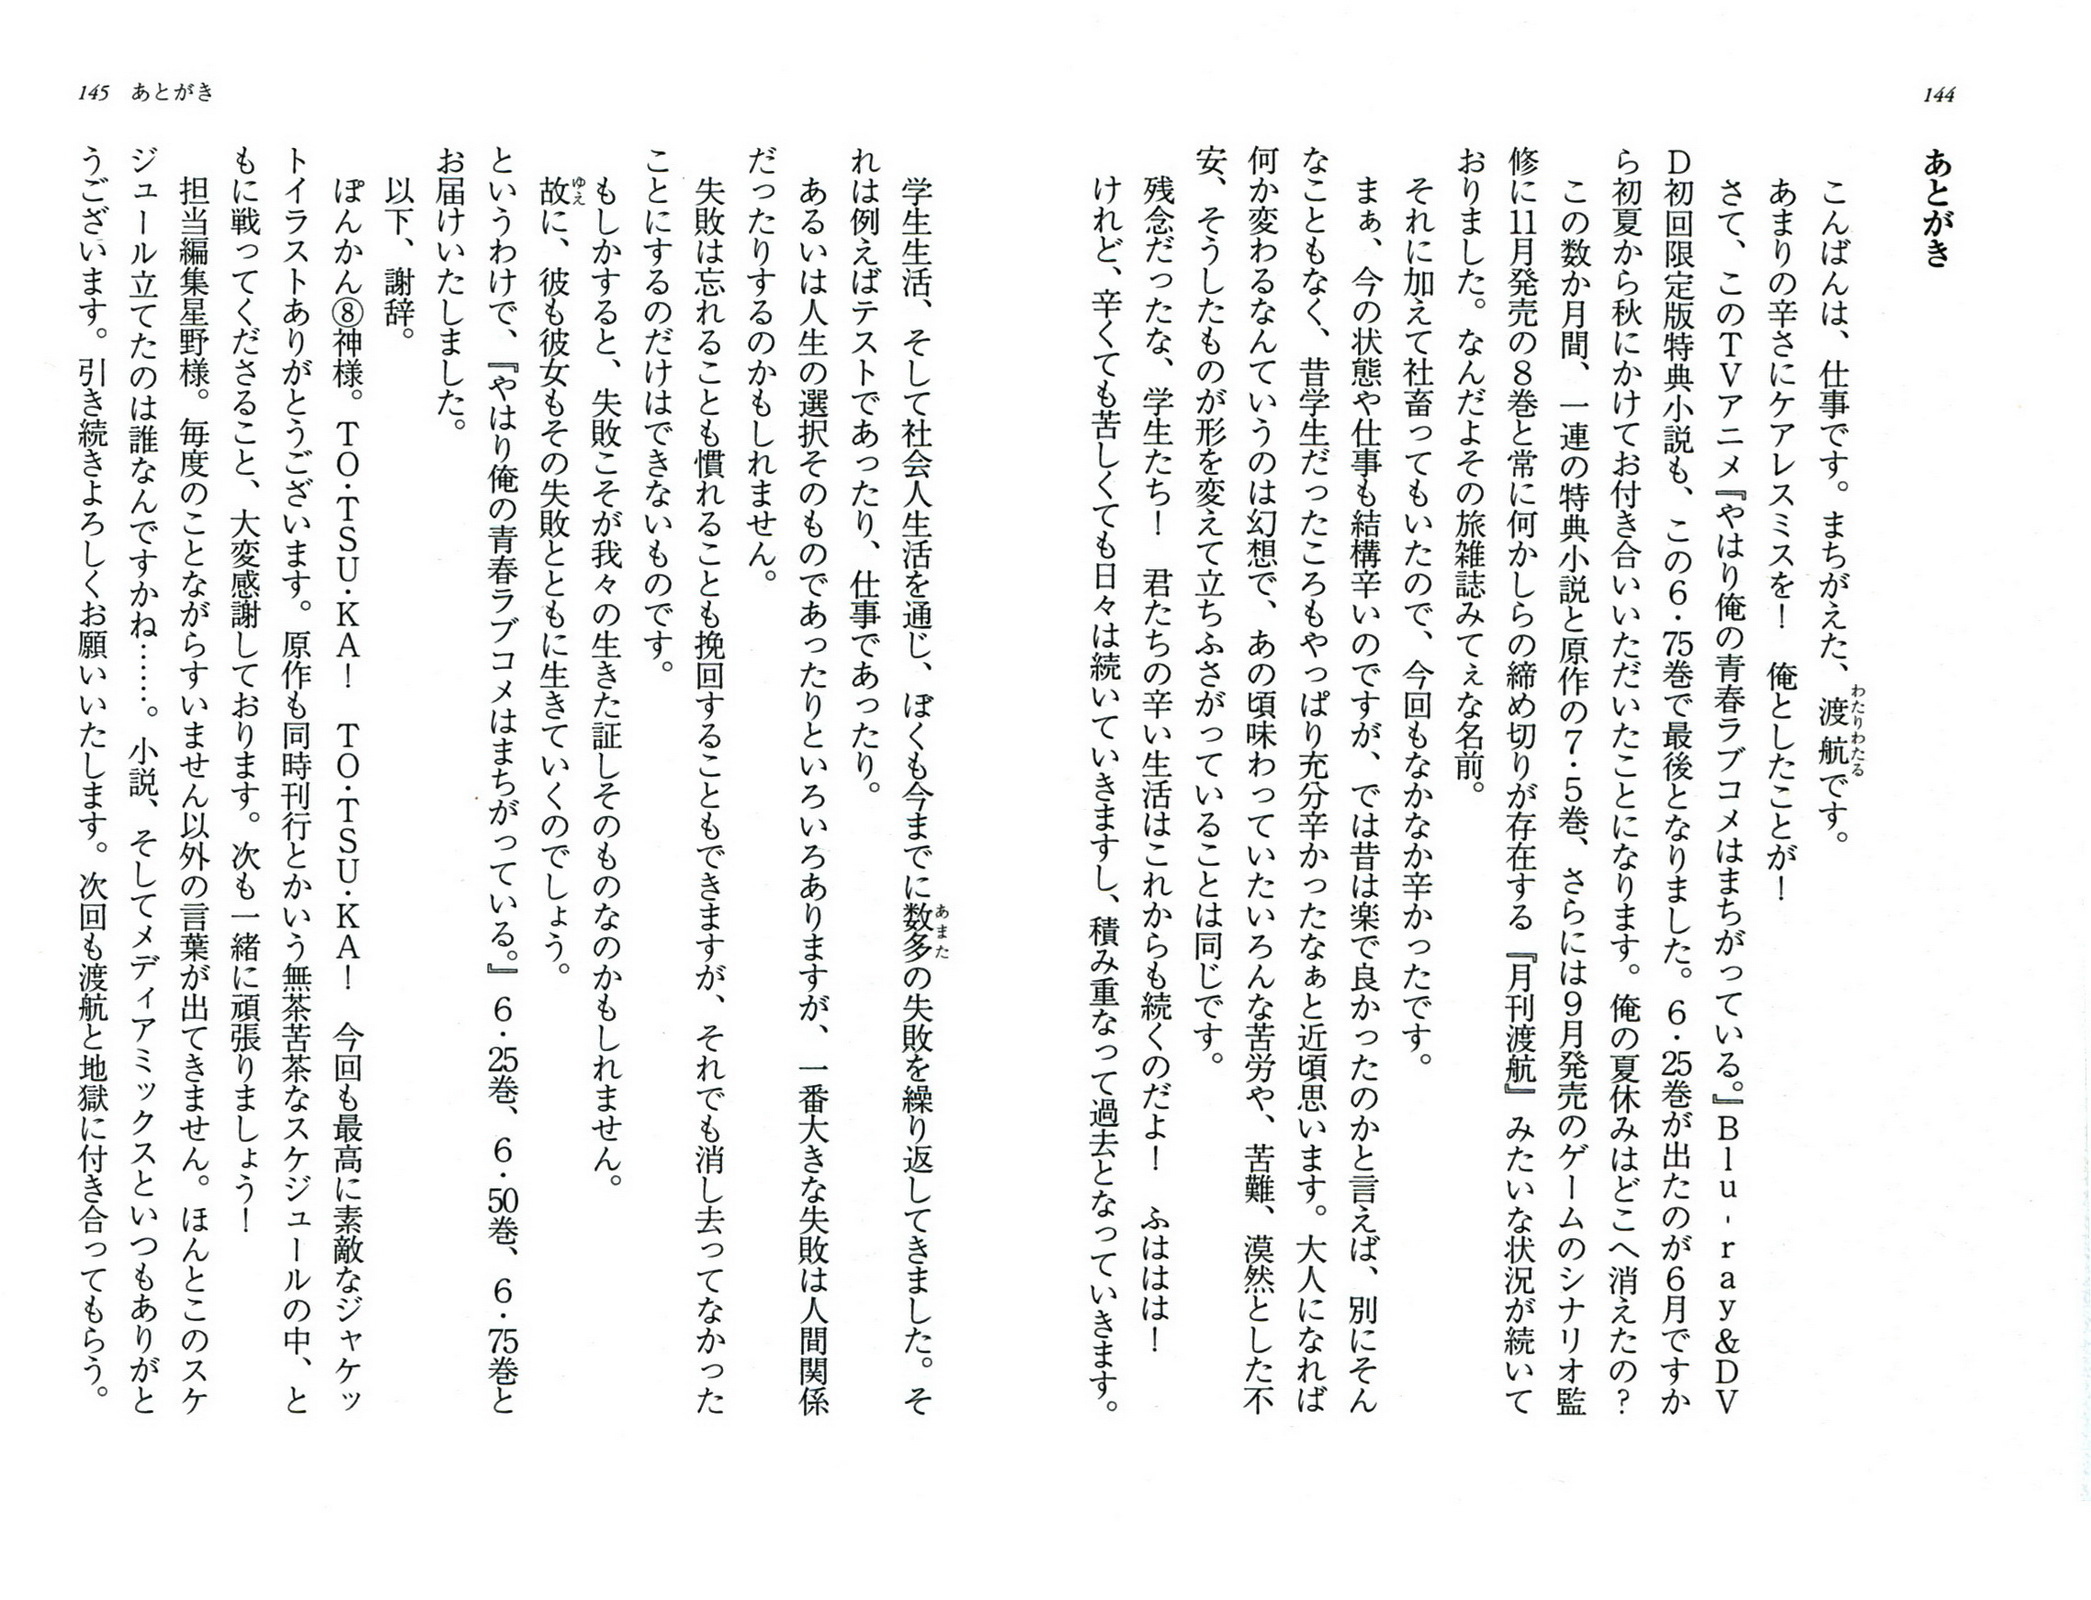 144
あとがき
こんばんは、仕事です。まちがえた、渡航です。
わたりわたる
あまりの辛さにケアレスミスを！　俺としたことが！
さて、このTVアニメ『やはり俺の青春ラブコメはまちがっている。』Blu-ray&DV
D初回限定版特典小説も、この6・75巻で最後となりました。6・25巻が出たのが6月ですか
ら初夏から秋にかけてお付き合いいただいたことになります。俺の夏休みはどこへ消えたの？
この数か月間、一連の特典小説と原作の7・5巻、さらには9月発売のゲームのシナリオ監
修に11月発売の8巻と常に何かしらの締め切りが存在する『月刊渡航』みたいな状況が続いて
おりました。なんだよその旅雑誌みてぇな名前。
それに加えて社畜ってもいたので、今回もなかなか辛かったです。
まぁ、今の状態や仕事も結構辛いのですが、では昔は楽で良かったのかと言えば、別にそん
なこともなく、昔学生だったころもやっぱり充分辛かったなぁと近頃思います。大人になれば
何か変わるなんていうのは幻想で、あの頃味わっていたいろんな苦労や、苦難、漠然とした不
安、そうしたものが形を変えて立ちふさがっていることは同じです。
残念だったな、学生たち！　君たちの辛い生活はこれからも続くのだよ！　ふははは！
けれど、辛くても苦しくても日々は続いていきますし、積み重なって過去となっていきます。
145　あとがき
学生生活、そして社会人生活を通じ、ぼくも今までに数多の失敗を繰り返してきました。そ
あまた
れは例えばテストであったり、仕事であったり。
あるいは人生の選択そのものであったりといろいろありますが、一番大きな失敗は人間関係
だったりするのかもしれません。
失敗は忘れることも慣れることも挽回することもできますが、それでも消し去ってなかった
ことにするのだけはできないものです。
もしかすると、失敗こそが我々の生きた証しそのものなのかもしれません。
故に、彼も彼女もその失敗とともに生きていくのでしょう。
ゆえ
というわけで、『やはり俺の青春ラブコメはまちがっている。』6・25巻、6・50巻、6・75巻と
お届けいたしました。
以下、謝辞。
ぽんかん⑧神様。TO・TSU・KA！　TO・TSU・KA！　今回も最高に素敵なジャケッ
トイラストありがとうございます。原作も同時刊行とかいう無茶苦茶なスケジュールの中、と
もに戦ってくださること、大変感謝しております。次も一緒に頑張りましょう！
担当編集星野様。毎度のことながらすいません以外の言葉が出てきません。ほんとこのスケ
ジュール立てたのは誰なんですかね……。小説、そしてメディアミックスといつもありがと
うございます。引き続きよろしくお願いいたします。次回も渡航と地獄に付き合ってもらう。